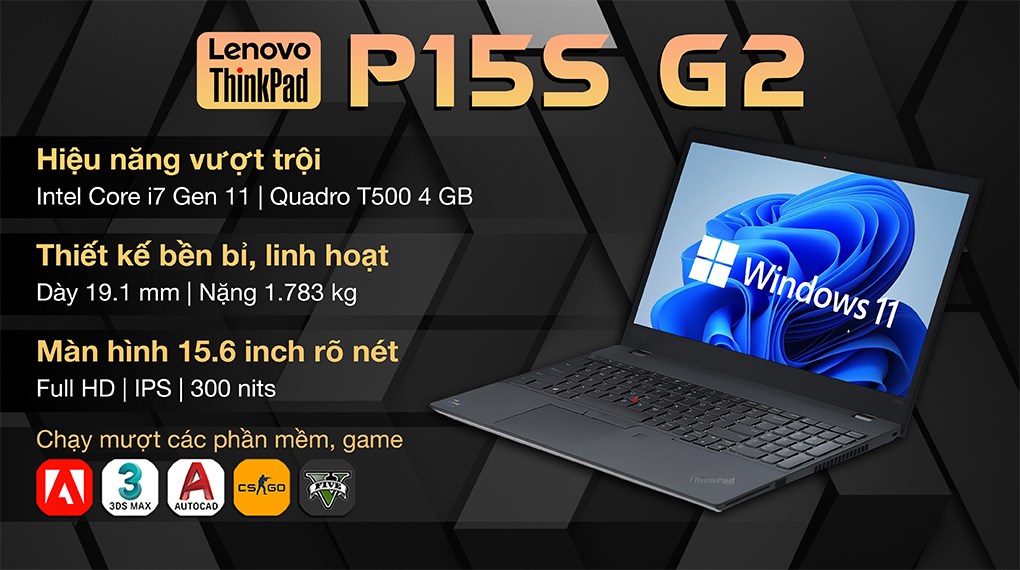 Lenovo
ThinkPad
P15S G2
Hiệu năng vượt trội
Intel Core i7 Gen 11 | Quadro T500 4 GB
Thiết kế bền bỉ, linh hoạt
Dày 19.1 mm | Nặng 1.783 kg
Màn hình 15.6 inch rõ nét
Full HD | IPS | 300 nits
Chạy mượt các phần mềm, game
3
3DS MAX
A
AUTOCAD
CS GO
V
FIVE
Windows 11
ThinkPad